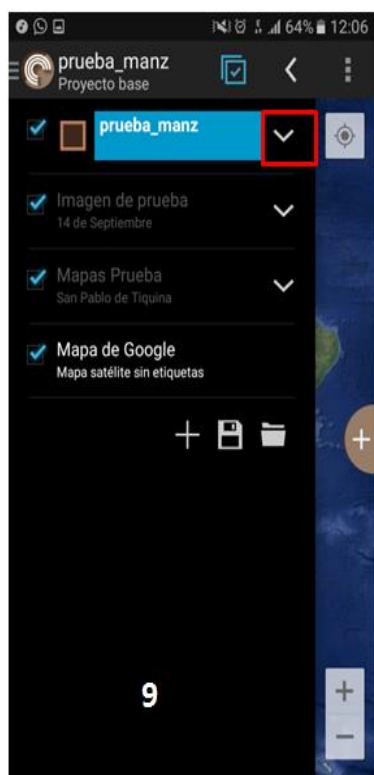 64% 12:06
prueba_manz
Proyecto base
prueba_manz
Imagen de prueba
14 de Septiembre
Mapas Prueba
San Pablo de Tiquina
Mapa de Google
Mapa satélite sin etiquetas
9